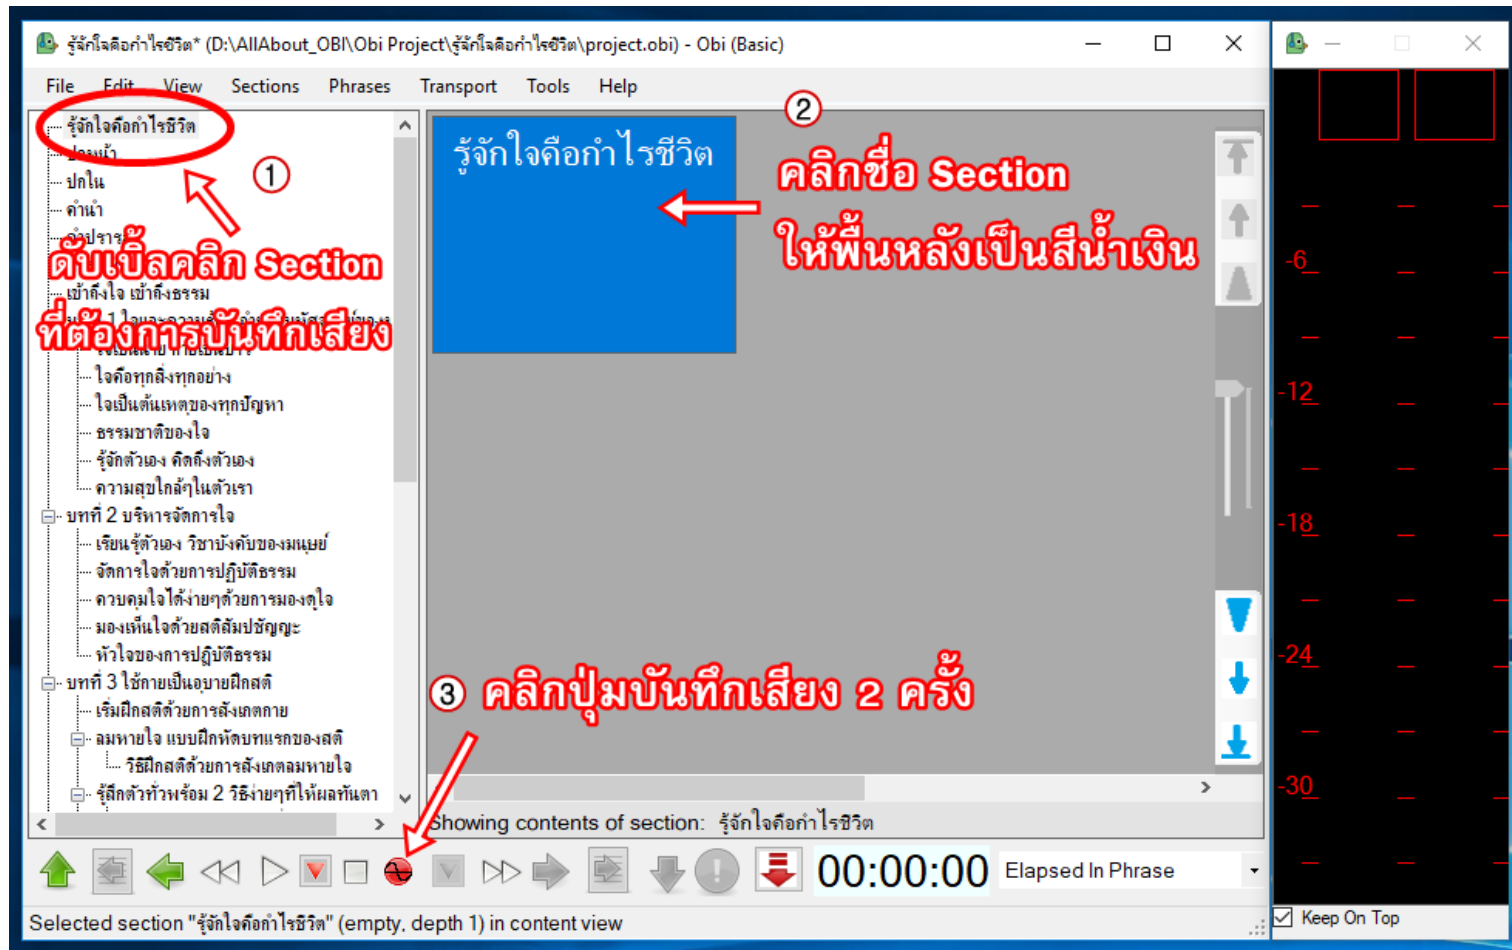 รู้จักใจคือกำไรชีวิต* (D:\AllAbout_OBI\Obi Project\รู้จักใจคือกำไรชีวิต\project.obi) - Obi (Basic)
File Edit View Sections Phrases Transport Tools Help
รู้จักใจคือกำไรชีวิต
ปกใน
คำนำ
เข้าถึงใจ เข้าถึงธรรม
ใจคือทุกสิ่งทุกอย่าง
ใจเป็นต้นเหตุของทุกปัญหา
ธรรมชาติของใจ
รู้จักตัวเอง คิดถึงตัวเอง
ความสุขใกล้ๆในตัวเรา
บทที่ 2 บริหารจัดการใจ
เรียนรู้ตัวเอง วิชาบังคับของมนุษย์
จัดการใจด้วยการปฏิบัติธรรม
ควบคุมใจได้ง่ายๆด้วยการมองดูใจ
มองเห็นใจด้วยสติสัมปชัญญะ
หัวใจของการปฏิบัติธรรม
บทที่ 3 ใช้กายเป็นอุบายฝึกสติ
เริ่มฝึกสติด้วยการสังเกตกาย
ลมหายใจ แบบฝึกหัดบทแรกของสติ
วิธีฝึกสติด้วยการสังเกตลมหายใจ
รู้สึกตัวทั่วพร้อม 2 วิธีง่ายๆที่ให้ผลทันตา
1
ดับเบิ้ลคลิก Section
ที่ต้องการบันทึกเสียง
รู้จักใจคือกำไรชีวิต
2
คลิกชื่อ Section
ให้พื้นหลังเป็นสีน้ำเงิน
3 คลิกปุ่มบันทึกเสียง 2 ครั้ง
Showing contents of section: รู้จักใจคือกำไรชีวิต
00:00:00 Elapsed In Phrase
Selected section "รู้จักใจคือกำไรชีวิต" (empty, depth 1) in content view
-6
-12
-18
-24
-30
Keep On Top